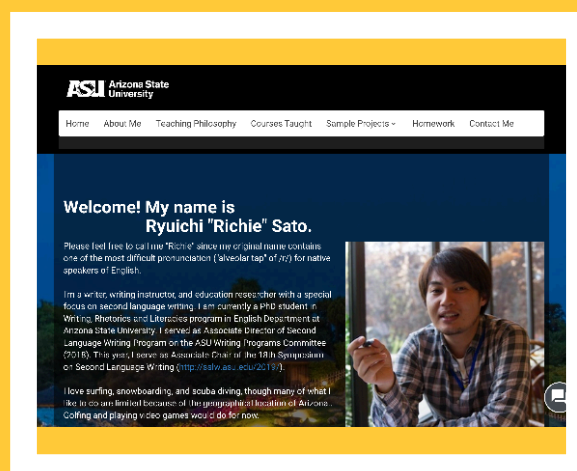 ASU Arizona State
University
Home About Me Teaching Philosophy Courses Taught Sample Projects Homework Contact Me
Welcome! My name is
Ryuichi "Richie" Sato.
Please feel free to call me "Richie" since my original name contains
one of the most difficult pronunciation ("alveolar tap" of /r/) for native
speakers of English.
I'm a writer, writing instructor, and education researcher with a special
focus on second language writing. I am currently a PhD student in
Writing, Rhetorics and Literacies program in English Department at
Arizona State University. I served as Associate Director of Second
Language Writing Program on the ASU Writing Programs Committee
(2018). This year, I serve as Associate Chair of the 18th Symposium
on Second Language Writing (http://sslw.asu.edu/2019/).
I love surfing, snowboarding, and scuba diving, though many of what I
like to do are limited because of the geographical location of Arizona...
Golfing and playing video games would do for now.